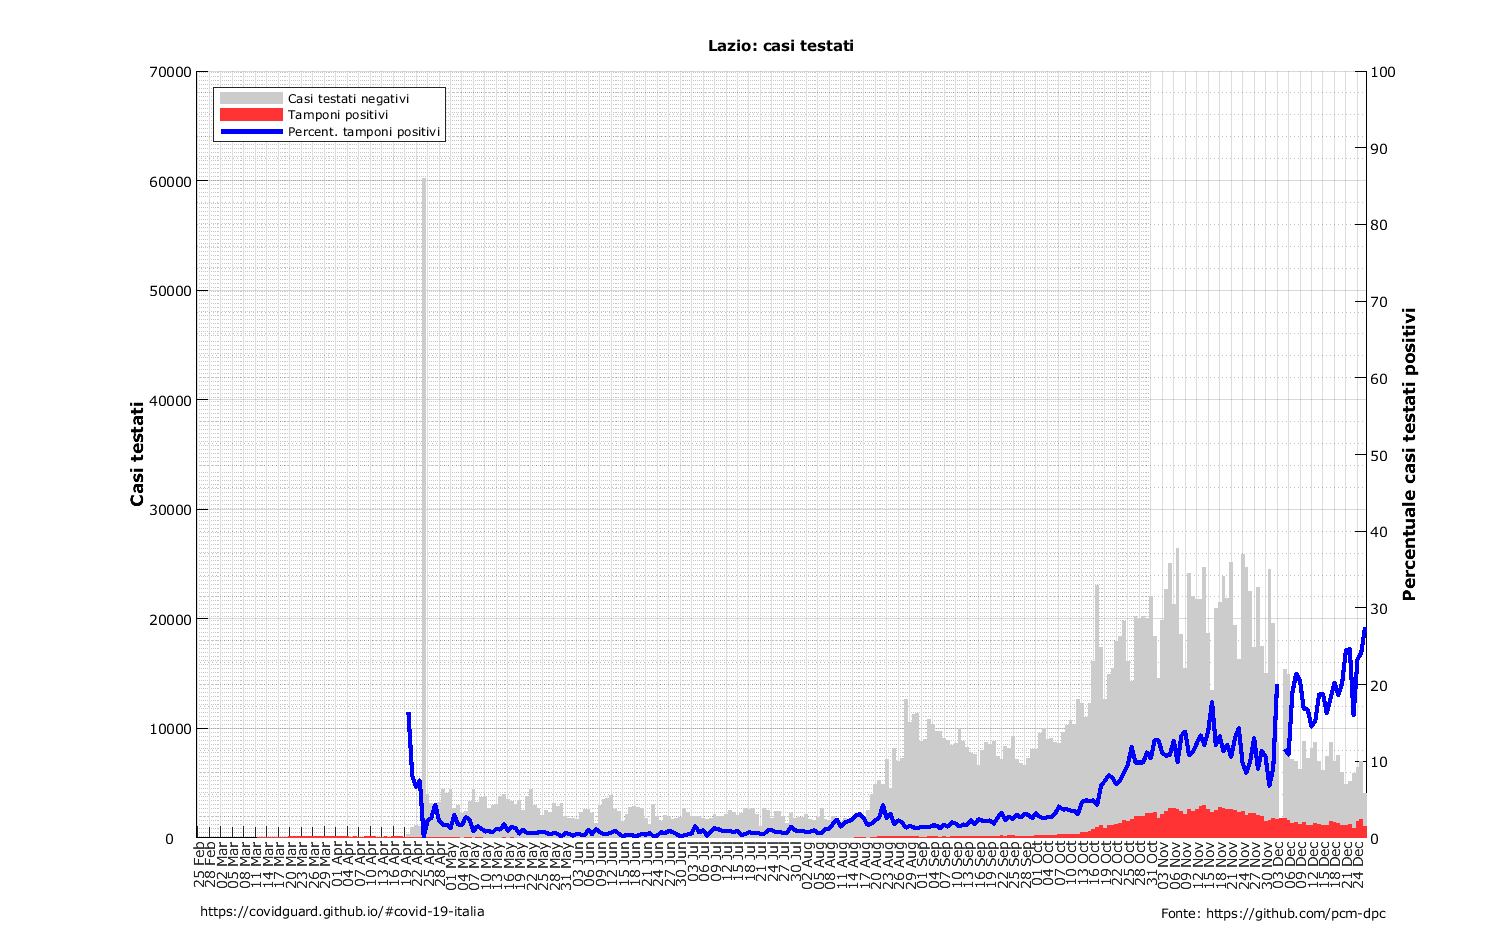 Lazio: casi testati
70000
60000
50000
40000
30000
20000
10000
0
Casi testati
Casi testati negativi
Tamponi positivi
Percent. tamponi positivi
100
90
80
70
60
50
40
30
20
10
0
Percentuale casi testati positivi
25 Feb
28 Feb
02 Mar
05 Mar
08 Mar
11 Mar
14 Mar
17 Mar
20 Mar
23 Mar
26 Mar
29 Mar
01 Apr
04 Apr
07 Apr
10 Apr
13 Apr
16 Apr
19 Apr
22 Apr
25 Apr
28 Apr
01 May
04 May
07 May
10 May
13 May
16 May
19 May
22 May
25 May
28 May
31 May
03 Jun
06 Jun
09 Jun
12 Jun
15 Jun
18 Jun
21 Jun
24 Jun
27 Jun
30 Jun
03 Jul
06 Jul
09 Jul
12 Jul
15 Jul
18 Jul
21 Jul
24 Jul
27 Jul
30 Jul
02 Aug
05 Aug
08 Aug
11 Aug
14 Aug
17 Aug
20 Aug
23 Aug
26 Aug
29 Aug
01 Sep
04 Sep
07 Sep
10 Sep
13 Sep
16 Sep
19 Sep
22 Sep
25 Sep
28 Sep
01 Oct
04 Oct
07 Oct
10 Oct
13 Oct
16 Oct
19 Oct
22 Oct
25 Oct
28 Oct
31 Oct
03 Nov
06 Nov
09 Nov
12 Nov
15 Nov
18 Nov
21 Nov
24 Nov
27 Nov
30 Nov
03 Dec
06 Dec
09 Dec
12 Dec
15 Dec
18 Dec
21 Dec
24 Dec
https://covidguard.github.io/#covid-19-italia
Fonte: https://github.com/pcm-dpc